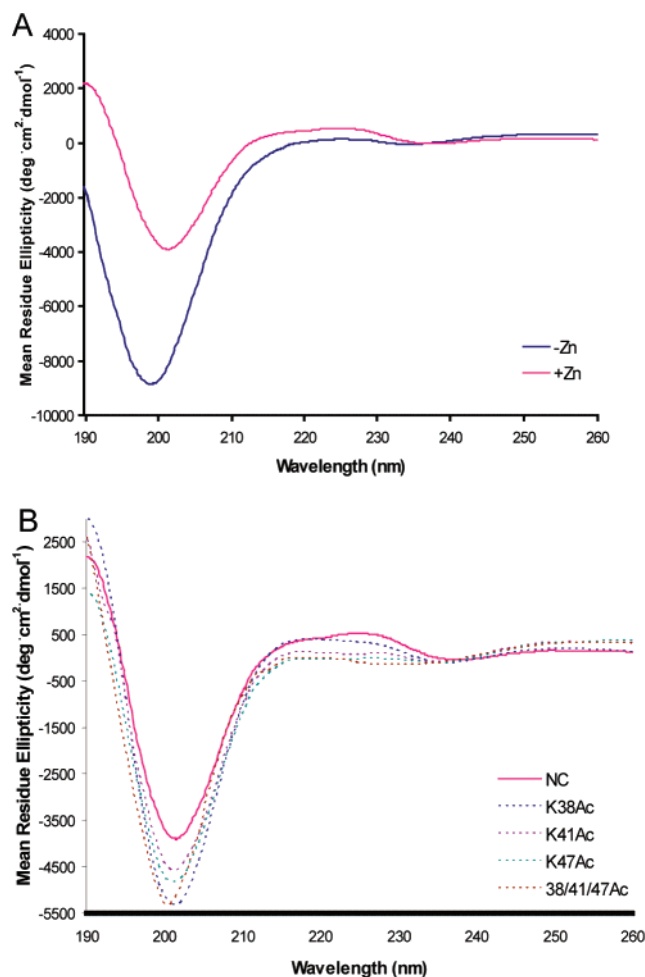 A
Mean Residue Ellipticity (deg·cm²·dmol⁻¹)
4000
2000
0
-2000
-4000
-6000
-8000
-10000
-Zn
+Zn
190 200 210 220 230 240 250 260
Wavelength (nm)
B
Mean Residue Ellipticity (deg·cm²·dmol⁻¹)
2500
1500
500
-500
-1500
-2500
-3500
-4500
-5500
NC
K38Ac
K41Ac
K47Ac
38/41/47Ac
190 200 210 220 230 240 250 260
Wavelength (nm)